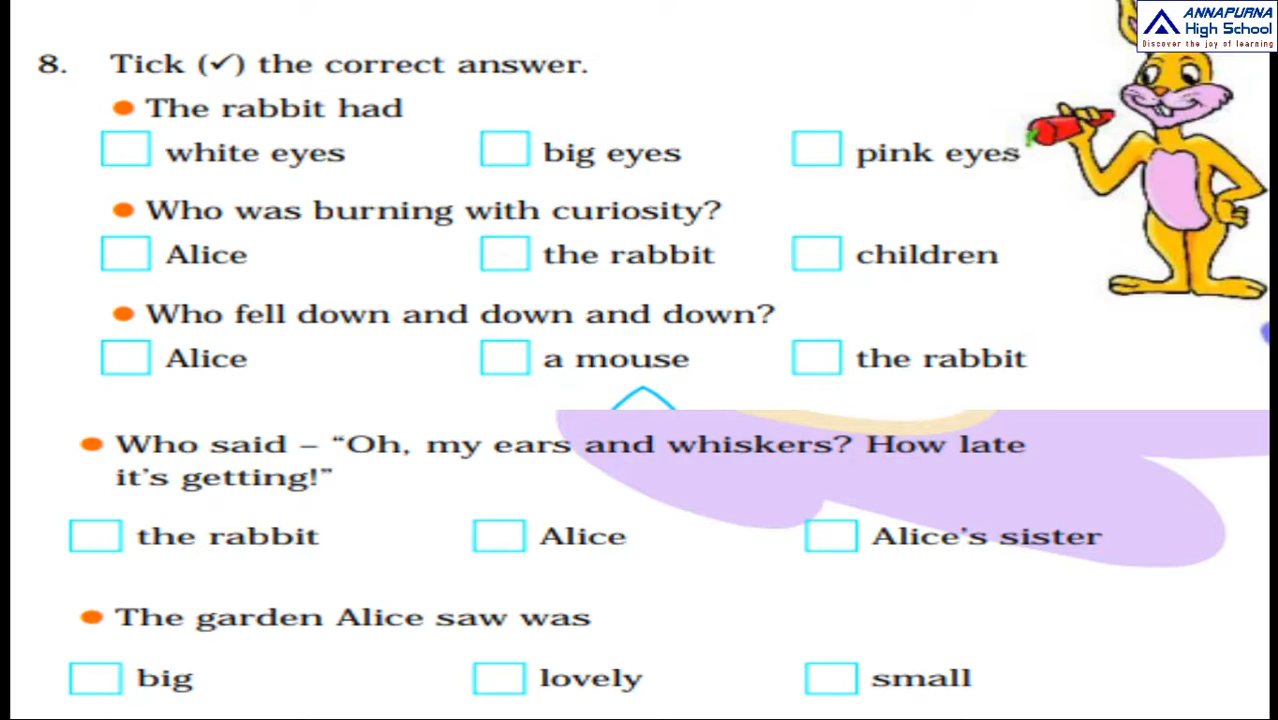 ANNAPURNA
High School
Discover the joy of learning
8. Tick (✓) the correct answer.
● The rabbit had
white eyes big eyes pink eyes
● Who was burning with curiosity?
Alice the rabbit children
● Who fell down and down and down?
Alice a mouse the rabbit
● Who said – “Oh, my ears and whiskers? How late
it’s getting!”
the rabbit Alice Alice’s sister
● The garden Alice saw was
big lovely small